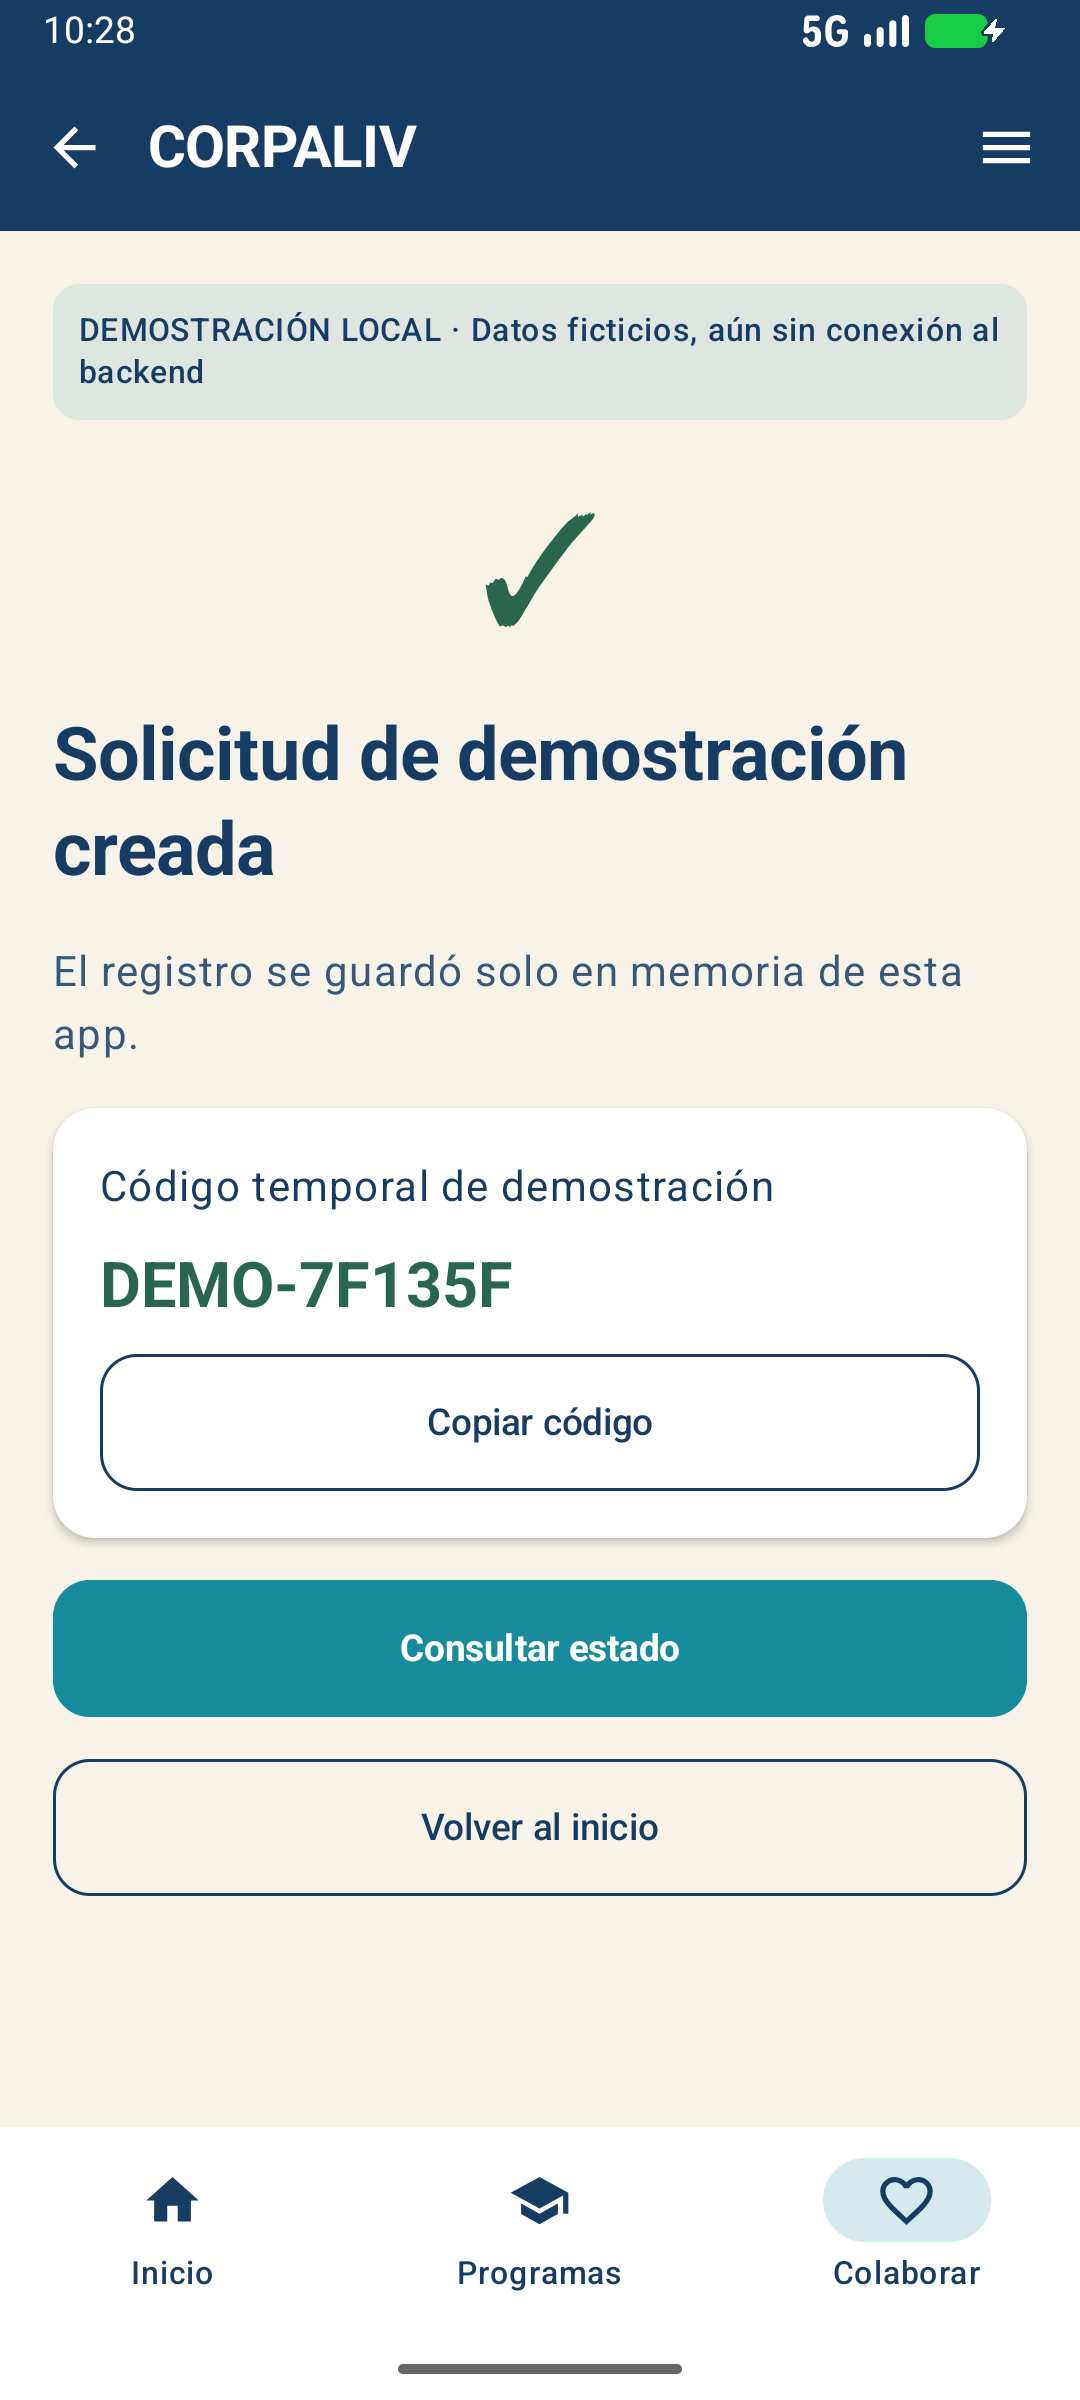 10:28
5G
CORPALIV
DEMOSTRACIÓN LOCAL · Datos ficticios, aún sin conexión al
backend
Solicitud de demostración
creada
El registro se guardó solo en memoria de esta
app.
Código temporal de demostración
DEMO-7F135F
Copiar código
Consultar estado
Volver al inicio
Inicio
Programas
Colaborar